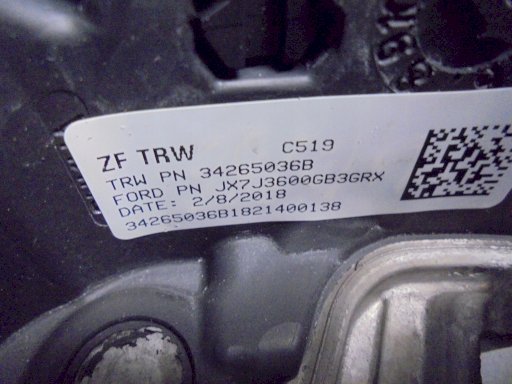 ZF TRW C519
TRW PN 34265036B
FORD PN JX7J3600GB3GRX
DATE: 2/8/2018
34265036B1821400138